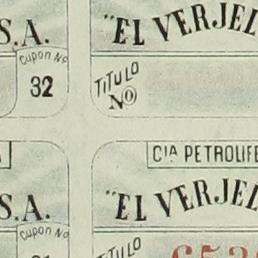 S.A.
Cupon Nº
32
"EL VERJEL
TITULO
Nº
S.A.
Cupon Nº
CIA PETROLIFE
"EL VERJEL
TITULO